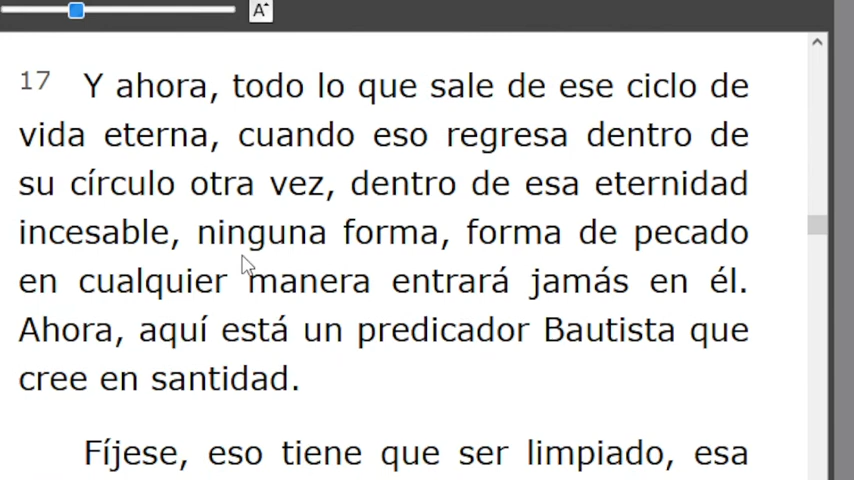 A
17 Y ahora, todo lo que sale de ese ciclo de
vida eterna, cuando eso regresa dentro de
su círculo otra vez, dentro de esa eternidad
incesable, ninguna forma, forma de pecado
en cualquier manera entrará jamás en él.
Ahora, aquí está un predicador Bautista que
cree en santidad.
Fíjese, eso tiene que ser limpiado, esa